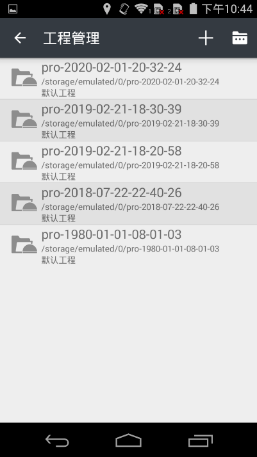 下午10:44
工程管理
pro-2020-02-01-20-32-24
/storage/emulated/0/pro-2020-02-01-20-32-24
默认工程
pro-2019-02-21-18-30-39
/storage/emulated/0/pro-2019-02-21-18-30-39
默认工程
pro-2019-02-21-18-20-58
/storage/emulated/0/pro-2019-02-21-18-20-58
默认工程
pro-2018-07-22-22-40-26
/storage/emulated/0/pro-2018-07-22-22-40-26
默认工程
pro-1980-01-01-08-01-03
/storage/emulated/0/pro-1980-01-01-08-01-03
默认工程